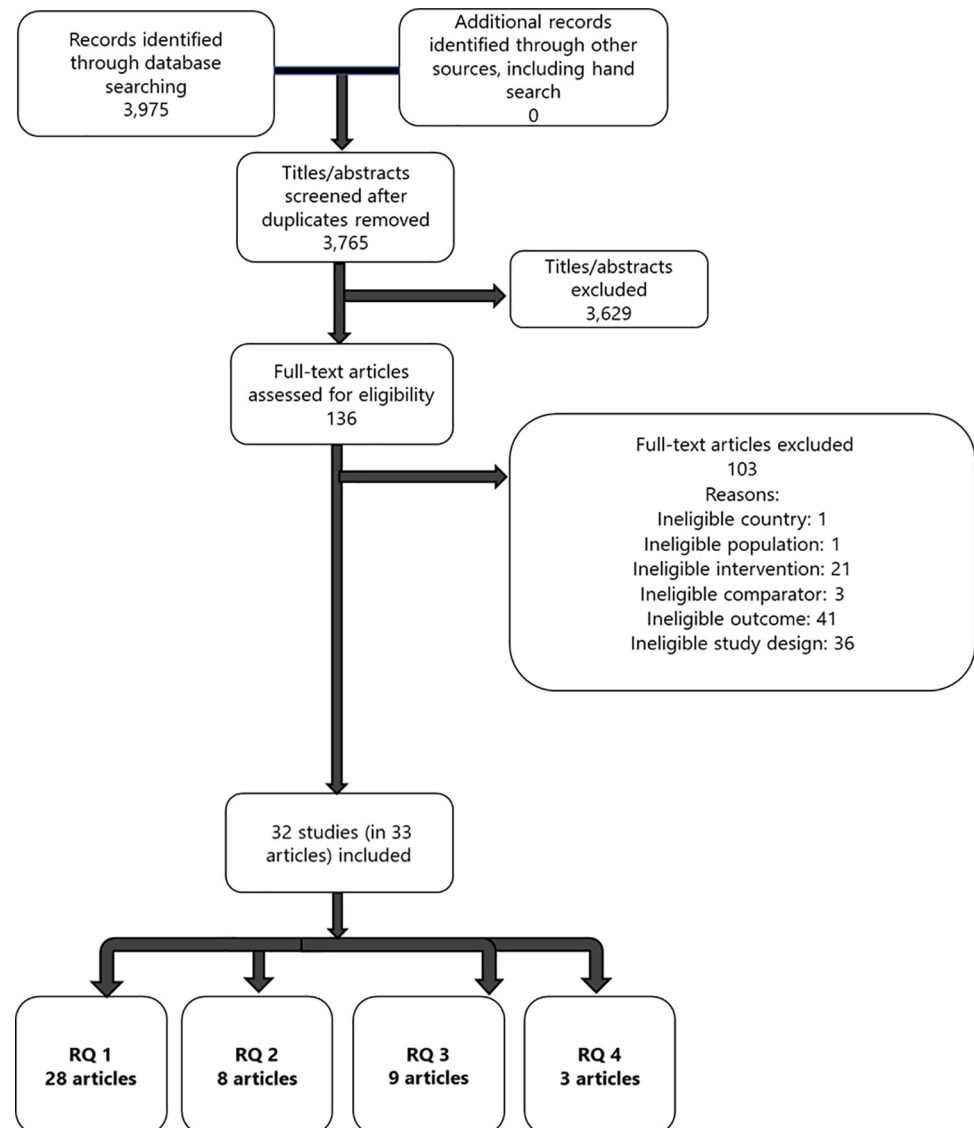 Records identified
through database
searching
3,975
Additional records
identified through other
sources, including hand
search
0
Titles/abstracts
screened after
duplicates removed
3,765
Titles/abstracts
excluded
3,629
Full-text articles
assessed for eligibility
136
Full-text articles excluded
103
Reasons:
Ineligible country: 1
Ineligible population: 1
Ineligible intervention: 21
Ineligible comparator: 3
Ineligible outcome: 41
Ineligible study design: 36
32 studies (in 33
articles) included
RQ 1
28 articles
RQ 2
8 articles
RQ 3
9 articles
RQ 4
3 articles